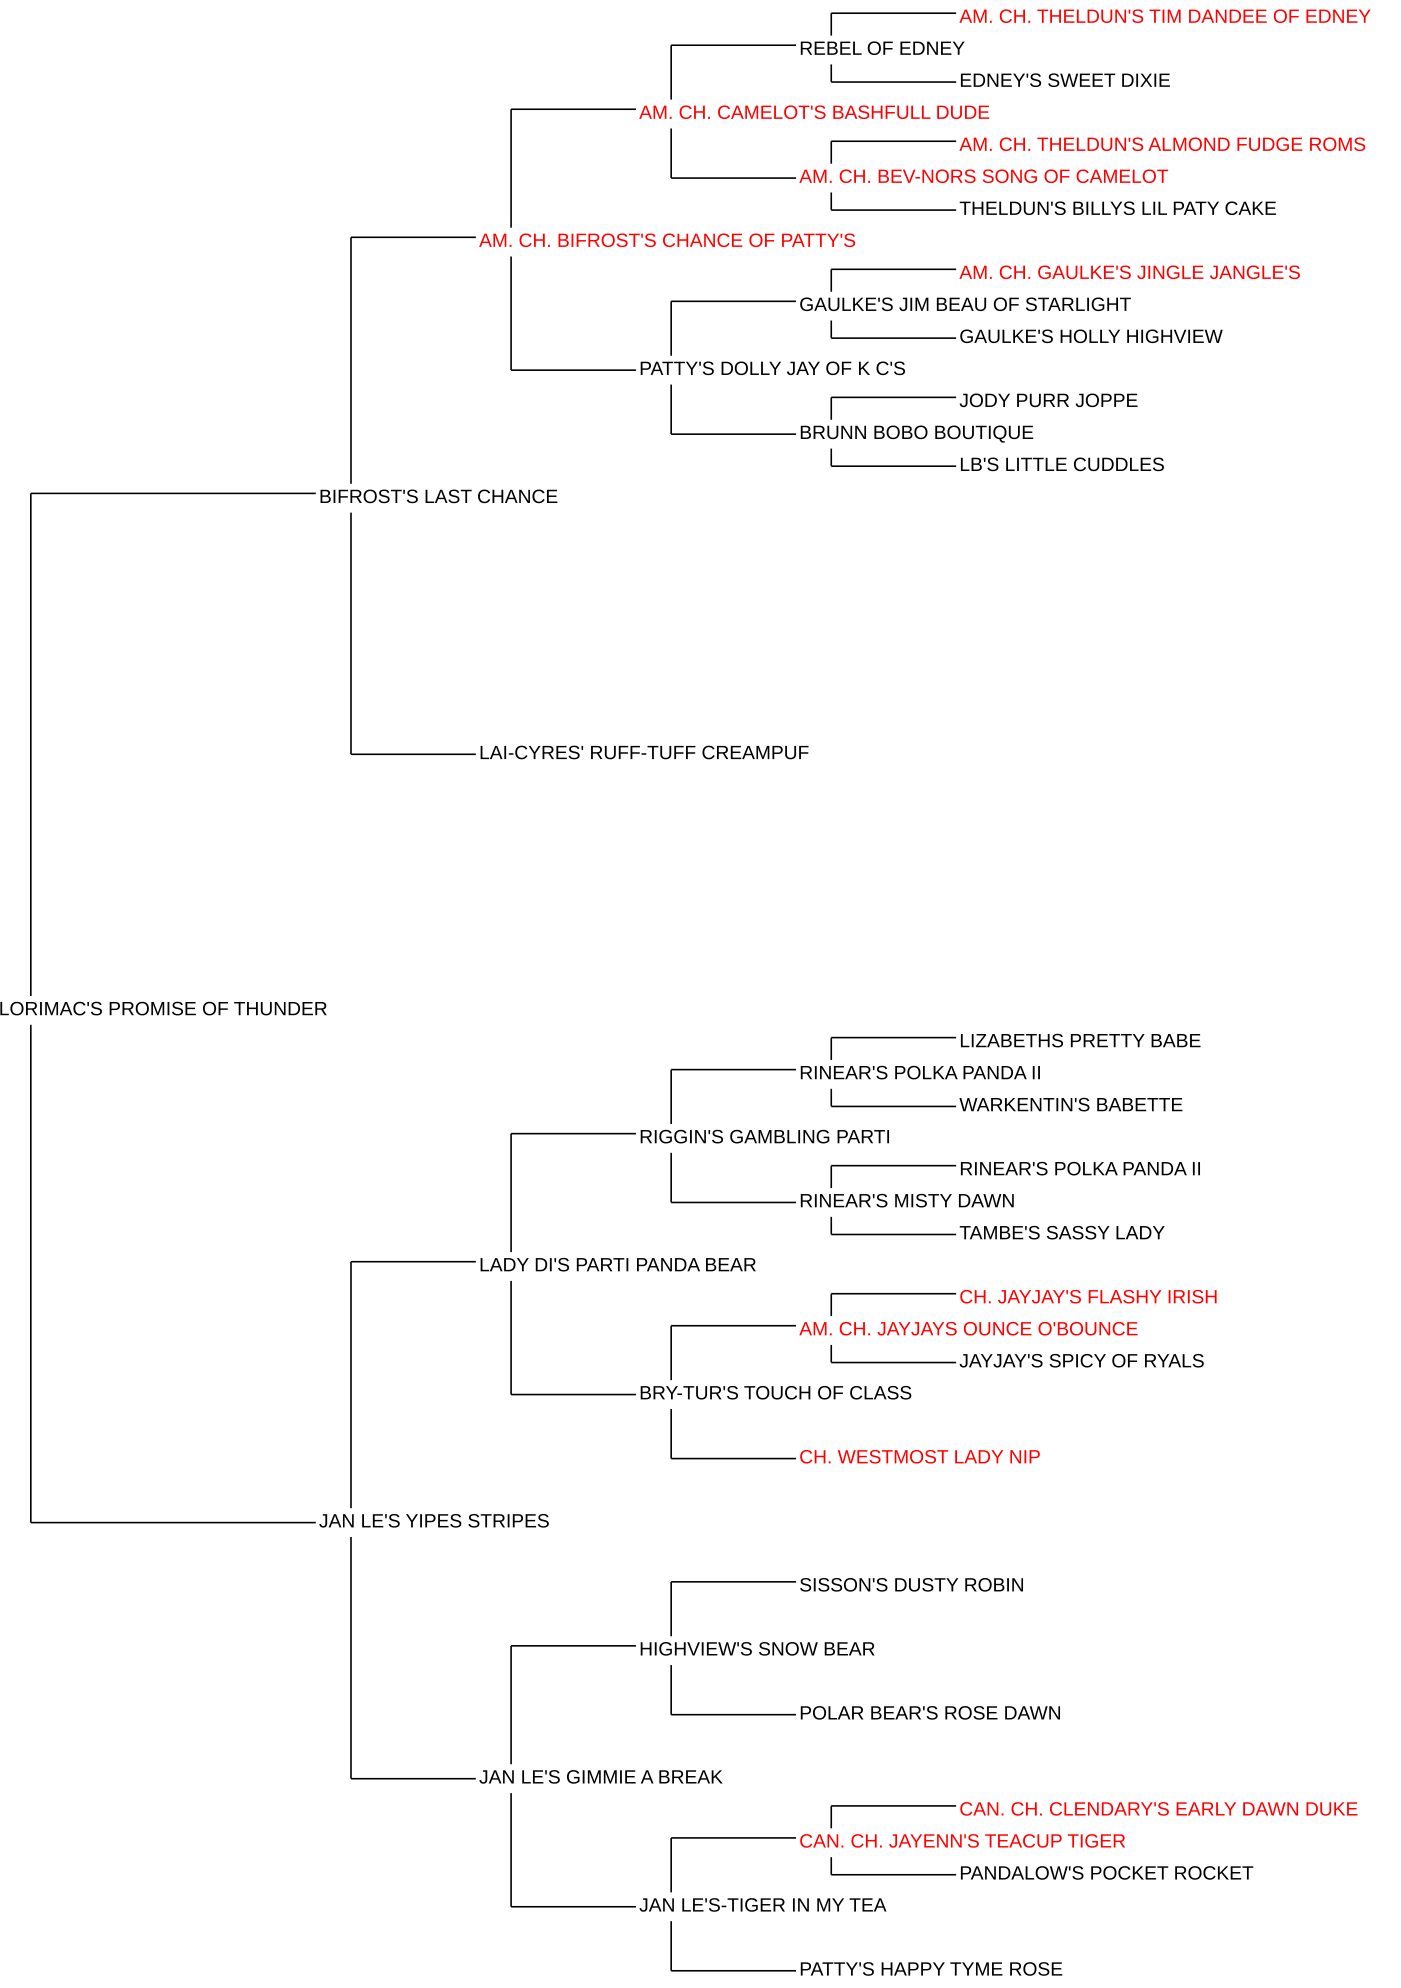 AM. CH. THELDUN'S TIM DANDEE OF EDNEY
REBEL OF EDNEY
EDNEY'S SWEET DIXIE
AM. CH. CAMELOT'S BASHFULL DUDE
AM. CH. THELDUN'S ALMOND FUDGE ROMS
AM. CH. BEV-NORS SONG OF CAMELOT
THELDUN'S BILLYS LIL PATY CAKE
AM. CH. BIFROST'S CHANCE OF PATTY'S
AM. CH. GAULKE'S JINGLE JANGLE'S
GAULKE'S JIM BEAU OF STARLIGHT
GAULKE'S HOLLY HIGHVIEW
PATTY'S DOLLY JAY OF K C'S
JODY PURR JOPPE
BRUNN BOBO BOUTIQUE
LB'S LITTLE CUDDLES
BIFROST'S LAST CHANCE
LAI-CYRES' RUFF-TUFF CREAMPUF
LORIMAC'S PROMISE OF THUNDER
LIZABETHS PRETTY BABE
RINEAR'S POLKA PANDA II
WARKENTIN'S BABETTE
RIGGIN'S GAMBLING PARTI
RINEAR'S POLKA PANDA II
RINEAR'S MISTY DAWN
TAMBE'S SASSY LADY
LADY DI'S PARTI PANDA BEAR
CH. JAYJAY'S FLASHY IRISH
AM. CH. JAYJAYS OUNCE O'BOUNCE
JAYJAY'S SPICY OF RYALS
BRY-TUR'S TOUCH OF CLASS
CH. WESTMOST LADY NIP
JAN LE'S YIPES STRIPES
SISSON'S DUSTY ROBIN
HIGHVIEW'S SNOW BEAR
POLAR BEAR'S ROSE DAWN
JAN LE'S GIMMIE A BREAK
CAN. CH. CLENDARY'S EARLY DAWN DUKE
CAN. CH. JAYENN'S TEACUP TIGER
PANDALOW'S POCKET ROCKET
JAN LE'S-TIGER IN MY TEA
PATTY'S HAPPY TYME ROSE